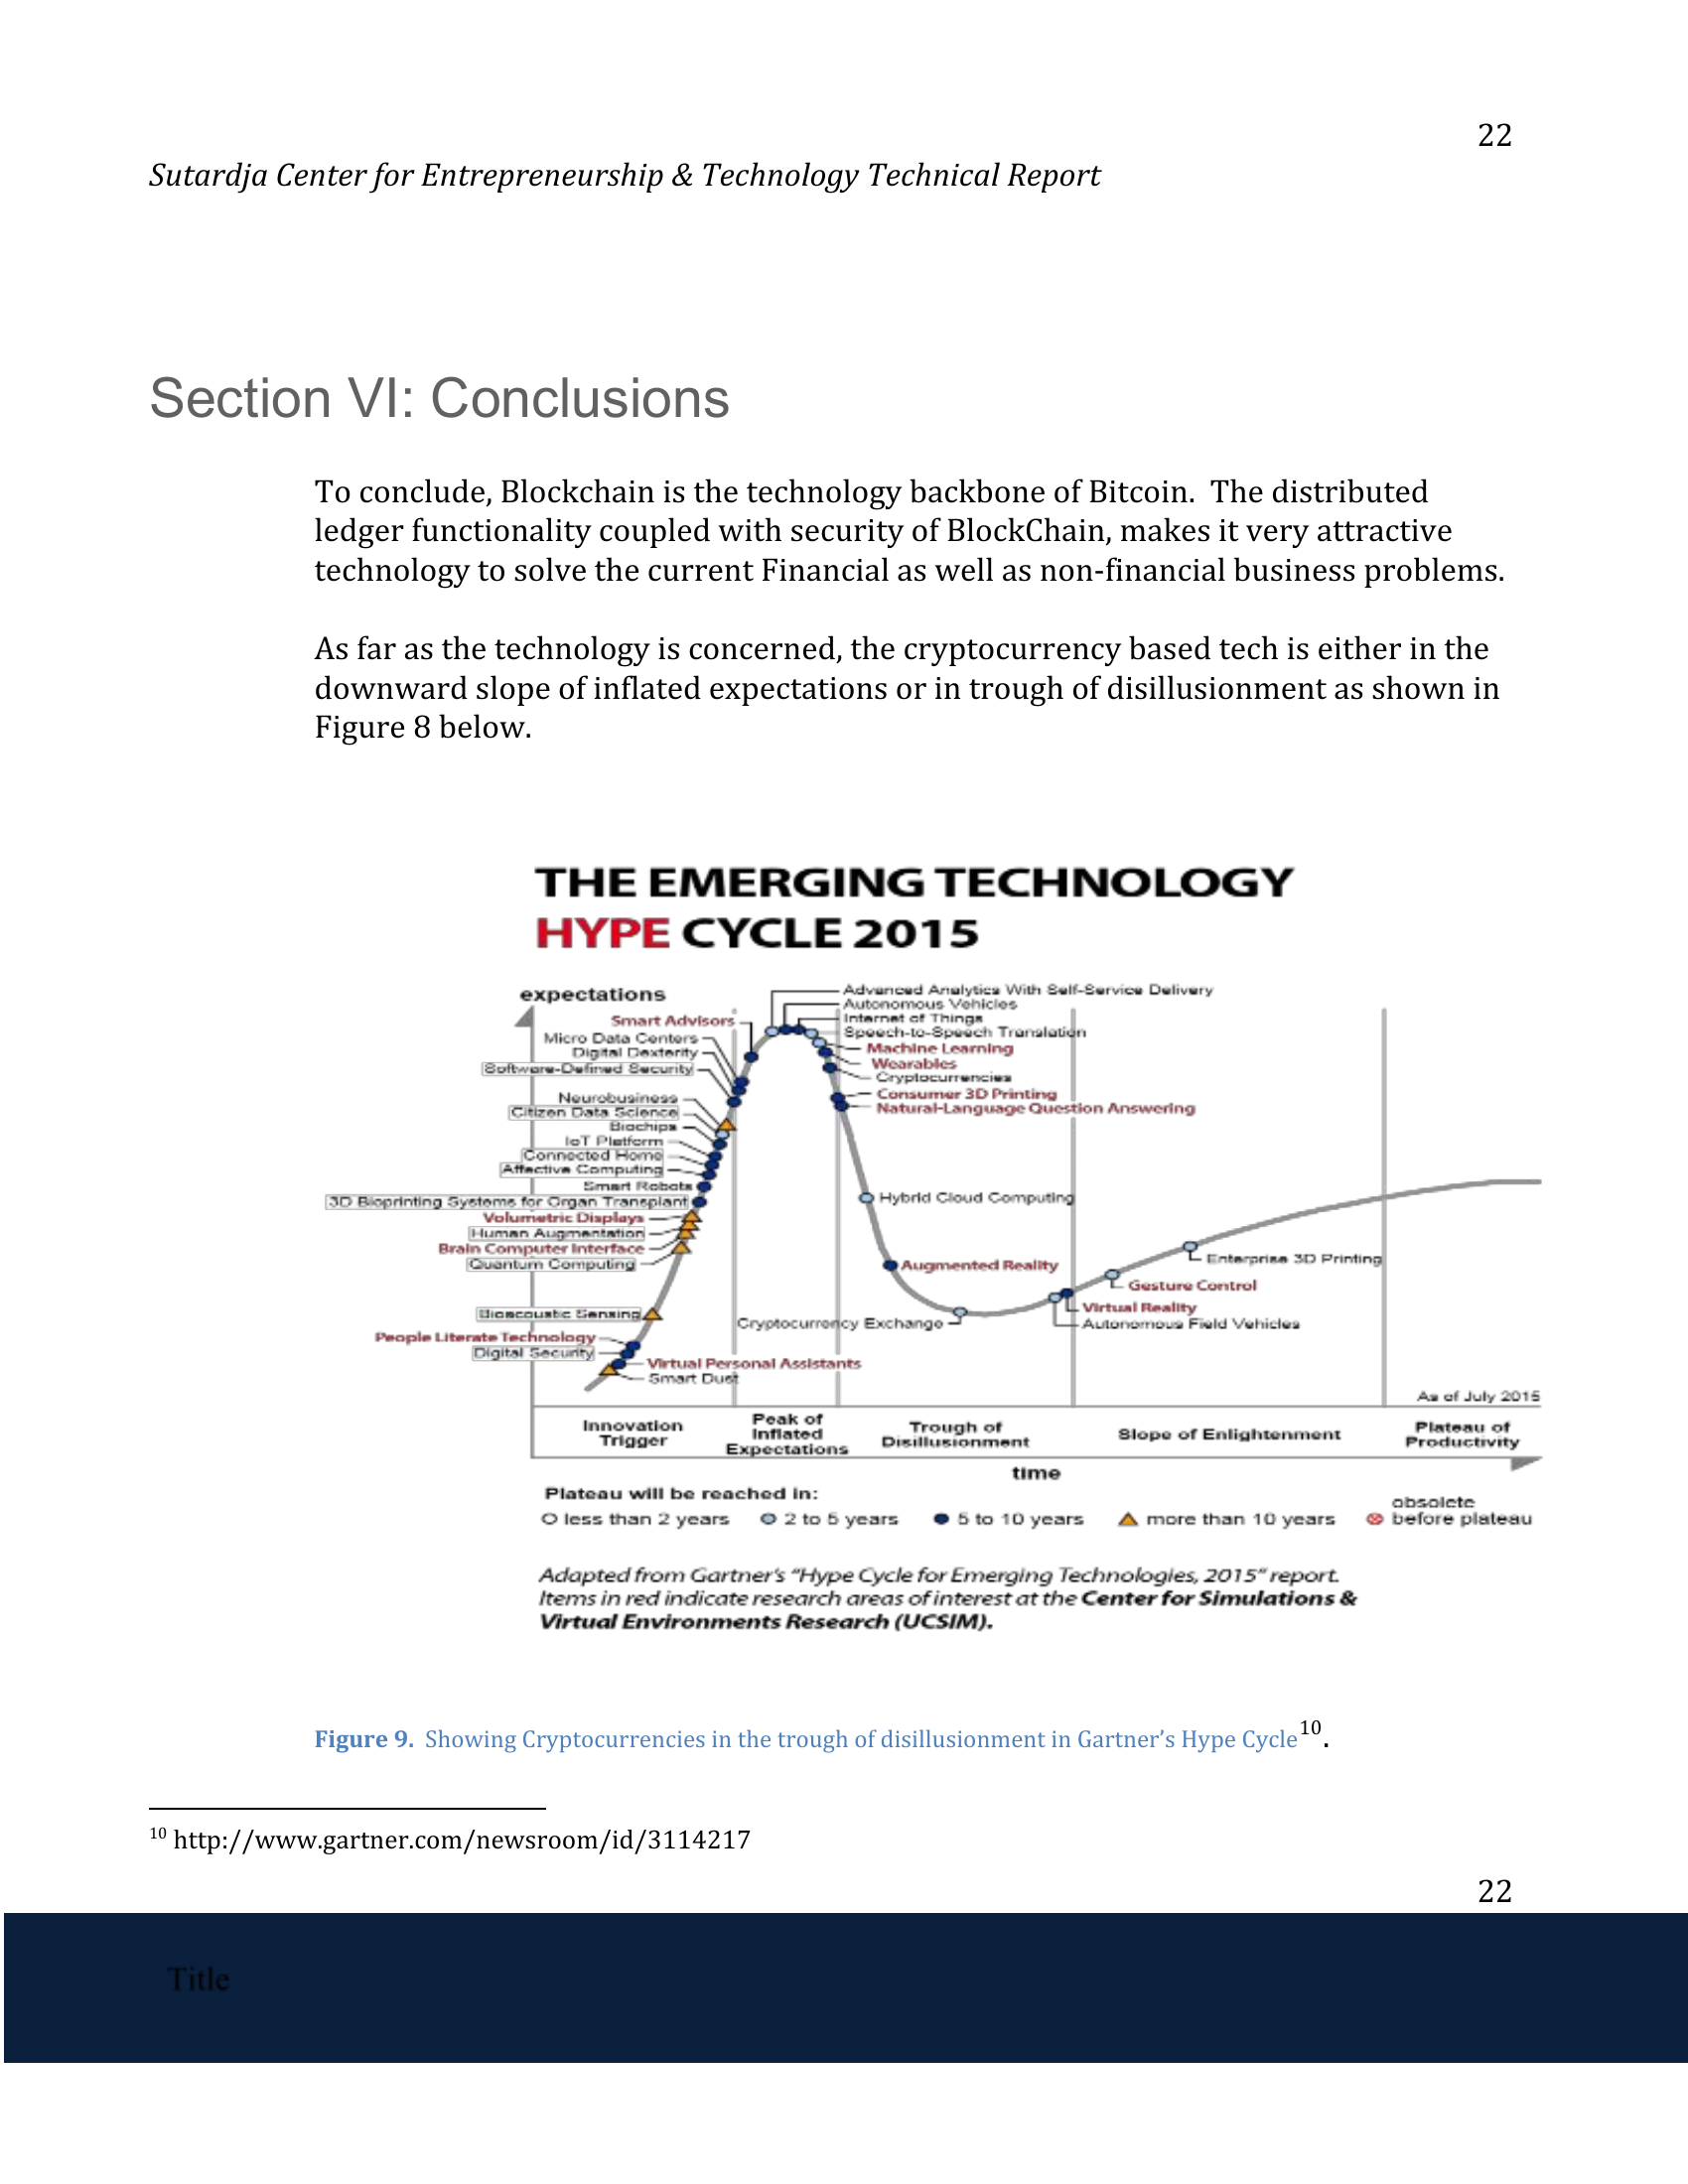 22
Sutardja Center for Entrepreneurship & Technology Technical Report
Section VI: Conclusions
To conclude, Blockchain is the technology backbone of Bitcoin.  The distributed
ledger functionality coupled with security of BlockChain, makes it very attractive
technology to solve the current Financial as well as non-financial business problems.
As far as the technology is concerned, the cryptocurrency based tech is either in the
downward slope of inflated expectations or in trough of disillusionment as shown in
Figure 8 below.
THE EMERGING TECHNOLOGY
HYPE CYCLE 2015
expectations
Advanced Analytics With Self-Service Delivery
Autonomous Vehicles
Internet of Things
Speech-to-Speech Translation
Machine Learning
Wearables
Cryptocurrencies
Consumer 3D Printing
Natural-Language Question Answering
Smart Advisors
Micro Data Centers
Digital Dexterity
Software-Defined Security
Neurobusiness
Citizen Data Science
Biochips
IoT Platform
Connected Home
Affective Computing
Smart Robots
3D Bioprinting Systems for Organ Transplant
Volumetric Displays
Human Augmentation
Brain Computer Interface
Quantum Computing
Bioacoustic Sensing
People Literate Technology
Digital Security
Virtual Personal Assistants
Smart Dust
Hybrid Cloud Computing
Augmented Reality
Cryptocurrency Exchange
Enterprise 3D Printing
Gesture Control
Virtual Reality
Autonomous Field Vehicles
As of July 2015
Innovation
Trigger
Peak of
Inflated
Expectations
Trough of
Disillusionment
Slope of Enlightenment
Plateau of
Productivity
time
Plateau will be reached in:
less than 2 years
2 to 5 years
5 to 10 years
more than 10 years
obsolete
before plateau
Adapted from Gartner's "Hype Cycle for Emerging Technologies, 2015" report.
Items in red indicate research areas of interest at the Center for Simulations &
Virtual Environments Research (UCSIM).
Figure 9.  Showing Cryptocurrencies in the trough of disillusionment in Gartner’s Hype Cycle10.
10 http://www.gartner.com/newsroom/id/3114217
22
Title